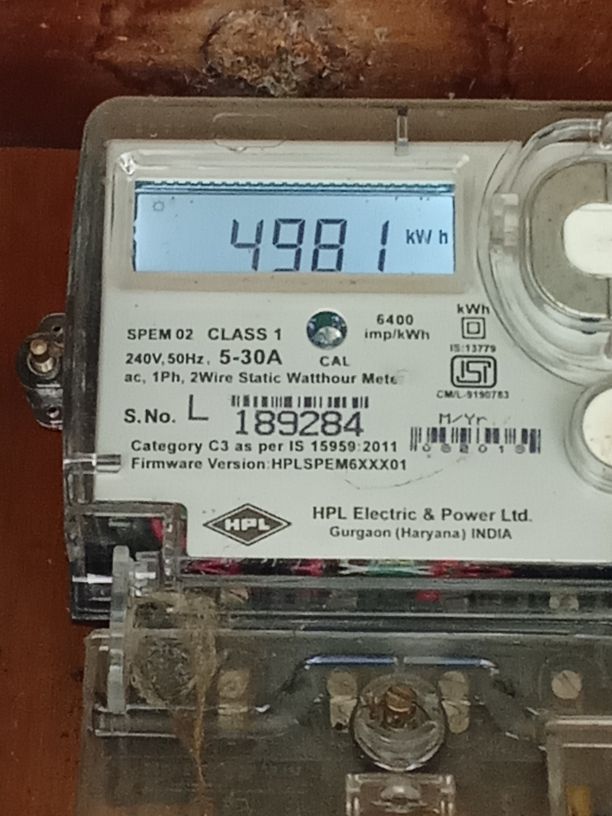 4981 kWh
SPEM 02 CLASS 1
240V, 50Hz, 5-30A
ac, 1Ph, 2Wire Static Watthour Mete
CAL
6400
imp/kWh
kWh
IS:13779
CM/L-9190783
S.No. L 189284
M/Yr.
Category C3 as per IS 15959:2011
Firmware Version:HPLSPEM6XXX01
HPL
HPL Electric & Power Ltd.
Gurgaon (Haryana) INDIA